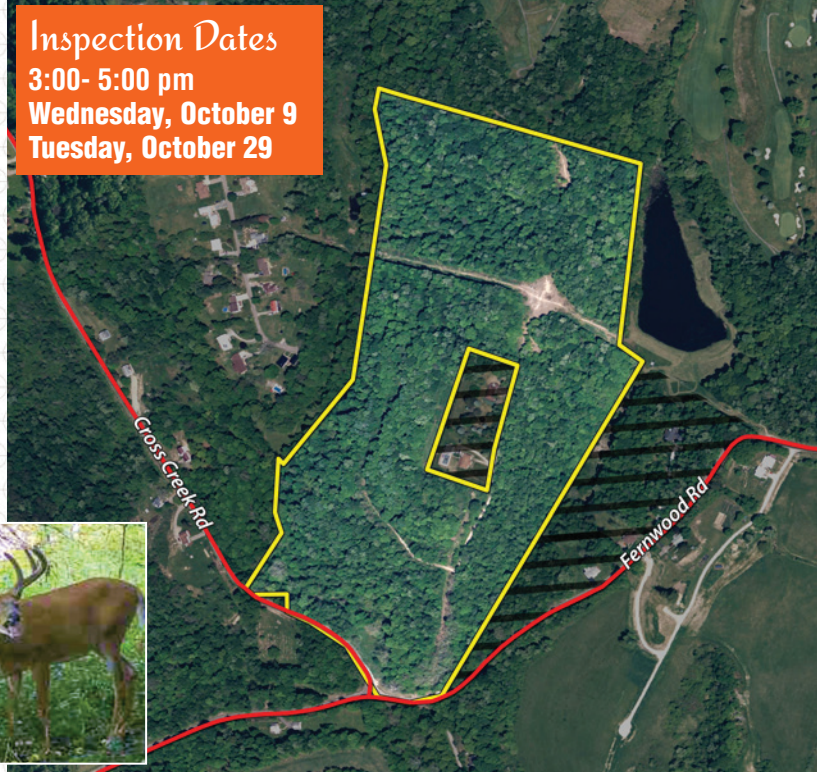 Inspection Dates
3:00- 5:00 pm
Wednesday, October 9
Tuesday, October 29
Cross Creek Rd
Fernwood Rd